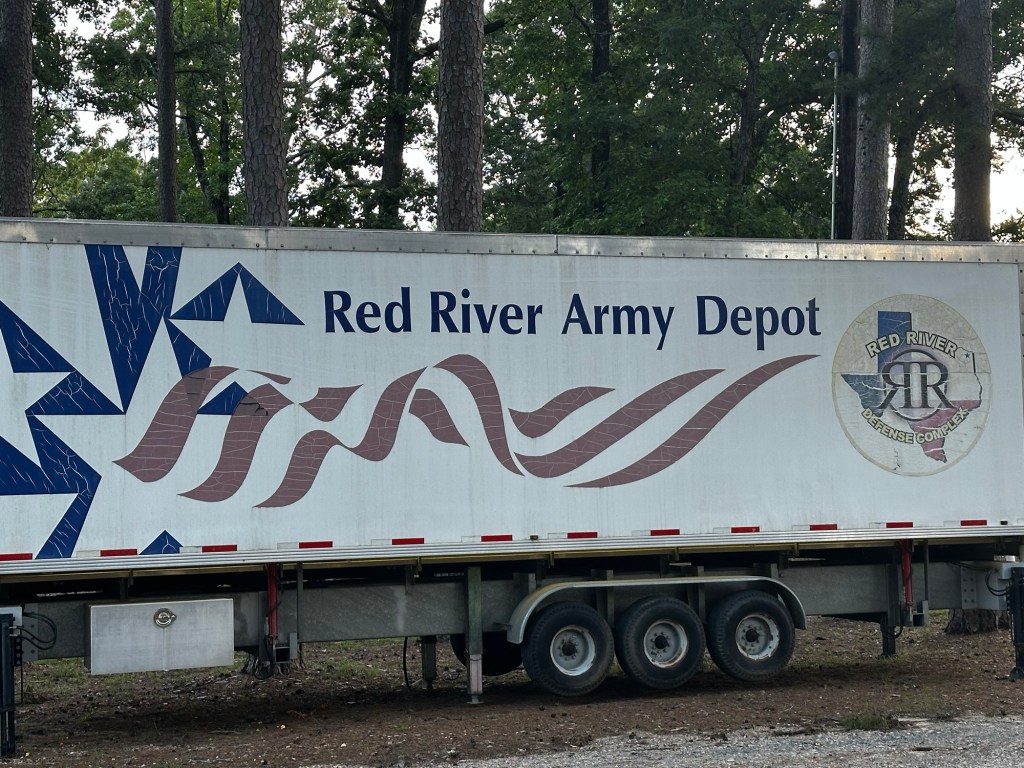 Red River Army Depot
RED RIVER
RR
DEFENSE COMPLEX